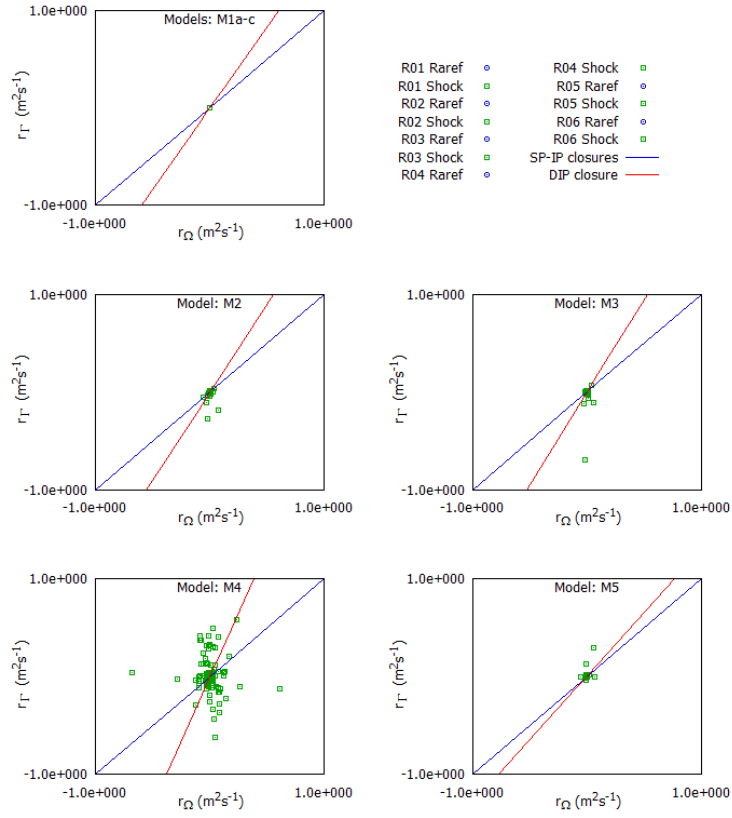 Models: M1a-c
1.0e+000
r_Γ (m²s⁻¹)
-1.0e+000
-1.0e+000
1.0e+000
r_Ω (m²s⁻¹)
R01 Raref
R01 Shock
R02 Raref
R02 Shock
R03 Raref
R03 Shock
R04 Raref
R04 Shock
R05 Raref
R05 Shock
R06 Raref
R06 Shock
SP-IP closures
DIP closure
Model: M2
1.0e+000
r_Γ (m²s⁻¹)
-1.0e+000
-1.0e+000
1.0e+000
r_Ω (m²s⁻¹)
Model: M3
1.0e+000
r_Γ (m²s⁻¹)
-1.0e+000
-1.0e+000
1.0e+000
r_Ω (m²s⁻¹)
Model: M4
1.0e+000
r_Γ (m²s⁻¹)
-1.0e+000
-1.0e+000
1.0e+000
r_Ω (m²s⁻¹)
Model: M5
1.0e+000
r_Γ (m²s⁻¹)
-1.0e+000
-1.0e+000
1.0e+000
r_Ω (m²s⁻¹)